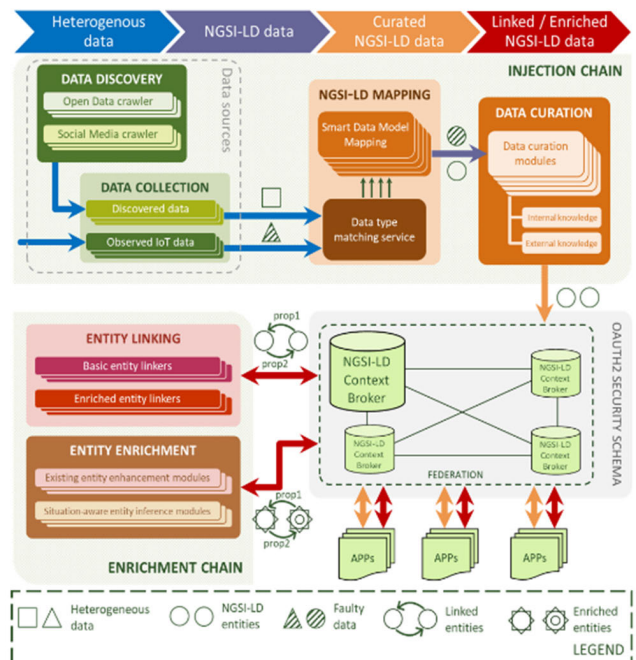 Heterogenous
data
NGSI-LD data
Curated
NGSI-LD data
Linked / Enriched
NGSI-LD data
INJECTION CHAIN
DATA DISCOVERY
Open Data crawler
Social Media crawler
Data sources
DATA COLLECTION
Discovered data
Observed IoT data
NGSI-LD MAPPING
Smart Data Model
Mapping
Data type
matching service
DATA CURATION
Data curation
modules
Internal knowledge
External knowledge
ENTITY LINKING
Basic entity linkers
Enriched entity linkers
prop1
prop2
ENTITY ENRICHMENT
Existing entity enhancement modules
Situation-aware entity inference modules
prop1
prop2
ENRICHMENT CHAIN
NGSI-LD
Context
Broker
NGSI-LD
Context
Broker
NGSI-LD
Context
Broker
NGSI-LD
Context
Broker
FEDERATION
OAUTH2 SECURITY SCHEMA
APPs
APPs
APPs
Heterogeneous
data
NGSI-LD
entities
Faulty
data
Linked
entities
Enriched
entities
LEGEND